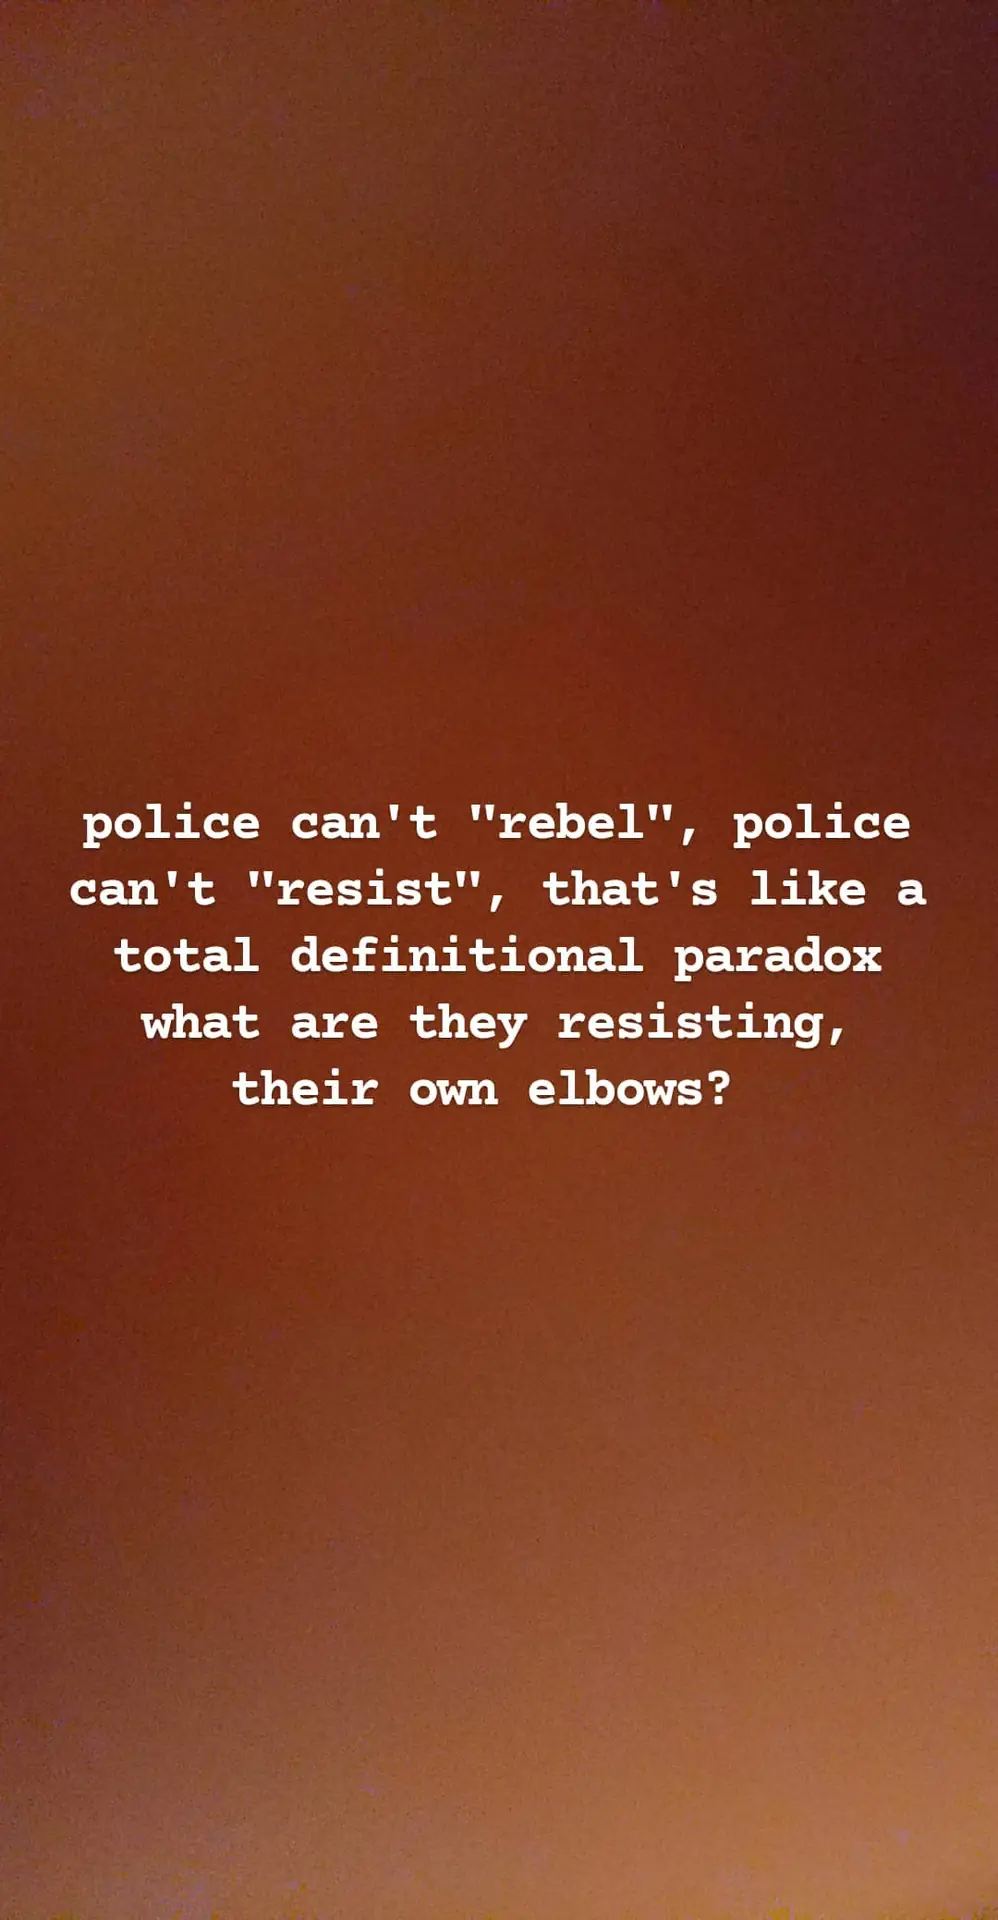 police can't "rebel", police
can't "resist", that's like a
total definitional paradox
what are they resisting,
their own elbows?